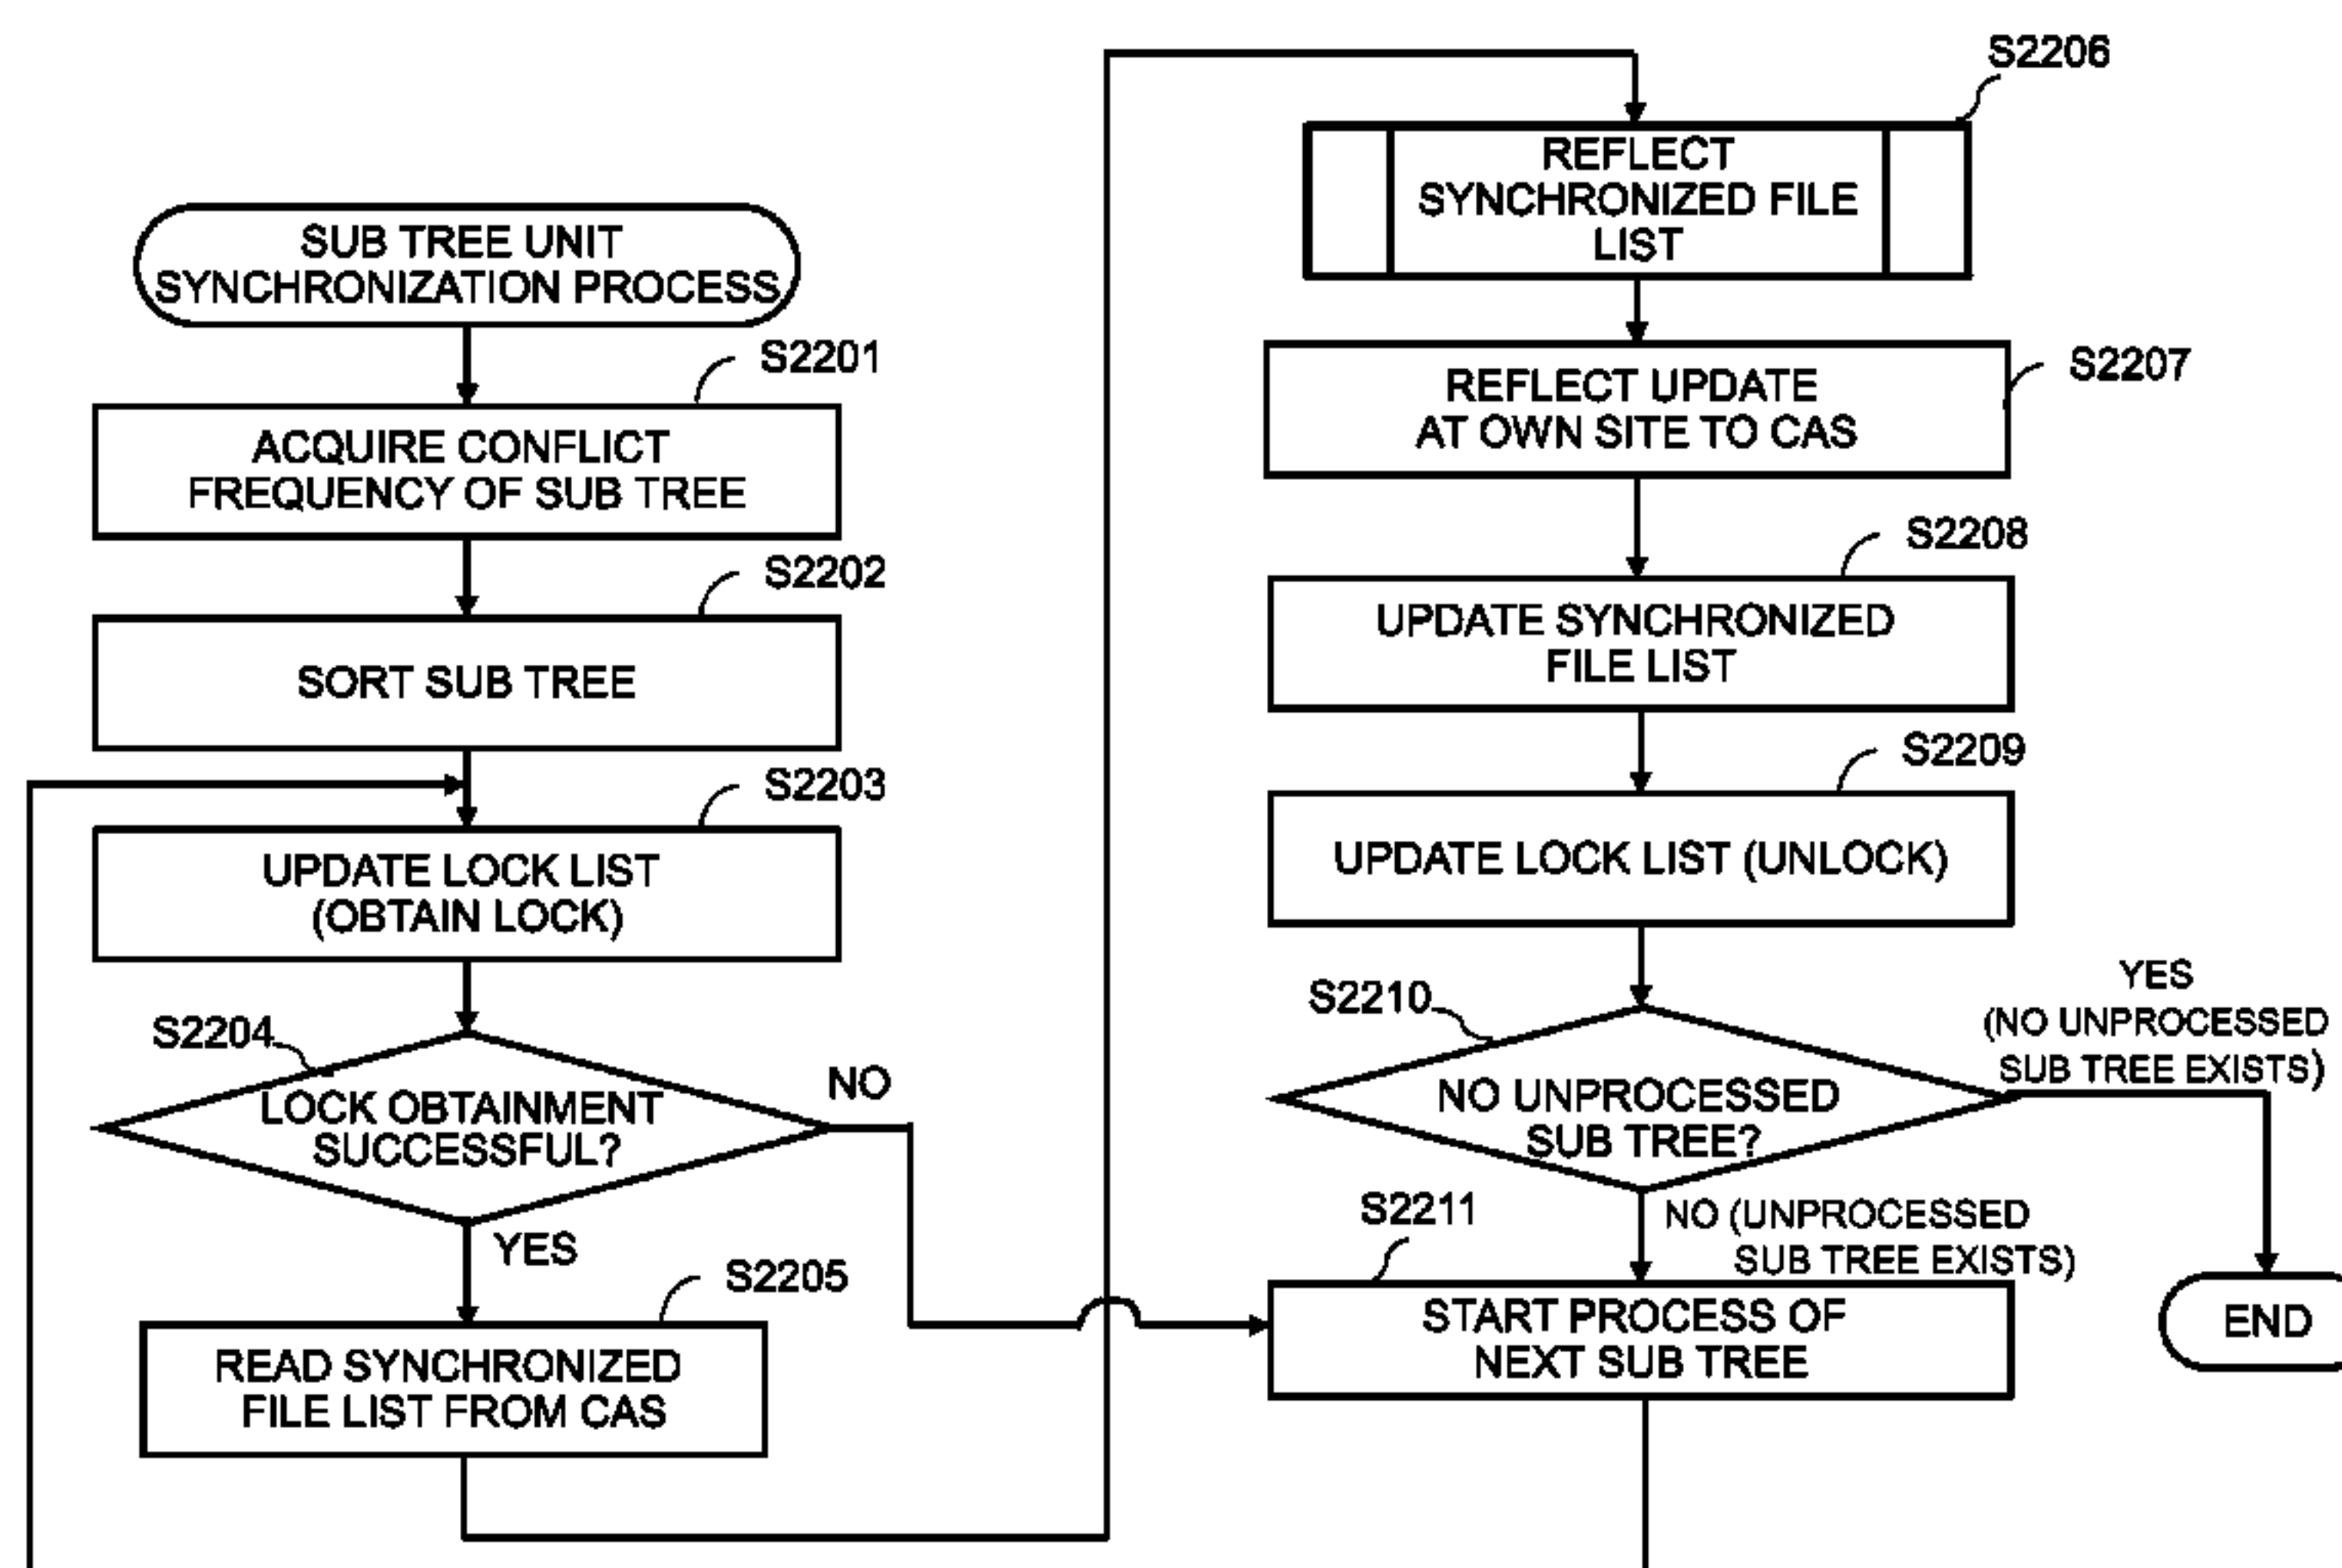 SUB TREE UNIT
SYNCHRONIZATION PROCESS
S2201
ACQUIRE CONFLICT
FREQUENCY OF SUB TREE
S2202
SORT SUB TREE
S2203
UPDATE LOCK LIST
(OBTAIN LOCK)
S2204
LOCK OBTAINMENT
SUCCESSFUL?
NO
YES
S2205
READ SYNCHRONIZED
FILE LIST FROM CAS
S2206
REFLECT
SYNCHRONIZED FILE
LIST
S2207
REFLECT UPDATE
AT OWN SITE TO CAS
S2208
UPDATE SYNCHRONIZED
FILE LIST
S2209
UPDATE LOCK LIST (UNLOCK)
S2210
NO UNPROCESSED
SUB TREE?
YES
(NO UNPROCESSED
SUB TREE EXISTS)
NO (UNPROCESSED
SUB TREE EXISTS)
S2211
START PROCESS OF
NEXT SUB TREE
END